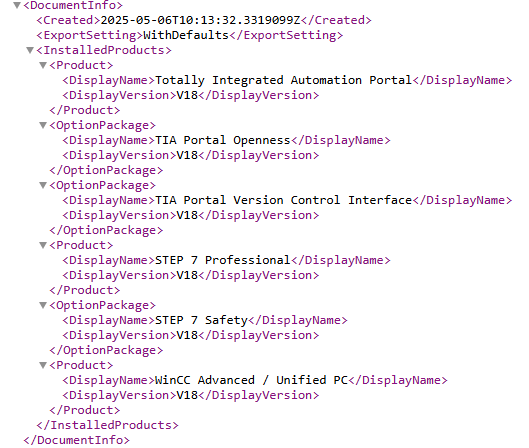 <DocumentInfo>
<Created>2025-05-06T10:13:32.3319099Z</Created>
<ExportSetting>WithDefaults</ExportSetting>
<InstalledProducts>
<Product>
<DisplayName>Totally Integrated Automation Portal</DisplayName>
<DisplayVersion>V18</DisplayVersion>
</Product>
<OptionPackage>
<DisplayName>TIA Portal Openness</DisplayName>
<DisplayVersion>V18</DisplayVersion>
</OptionPackage>
<OptionPackage>
<DisplayName>TIA Portal Version Control Interface</DisplayName>
<DisplayVersion>V18</DisplayVersion>
</OptionPackage>
<Product>
<DisplayName>STEP 7 Professional</DisplayName>
<DisplayVersion>V18</DisplayVersion>
</Product>
<OptionPackage>
<DisplayName>STEP 7 Safety</DisplayName>
<DisplayVersion>V18</DisplayVersion>
</OptionPackage>
<Product>
<DisplayName>WinCC Advanced / Unified PC</DisplayName>
<DisplayVersion>V18</DisplayVersion>
</Product>
</InstalledProducts>
</DocumentInfo>